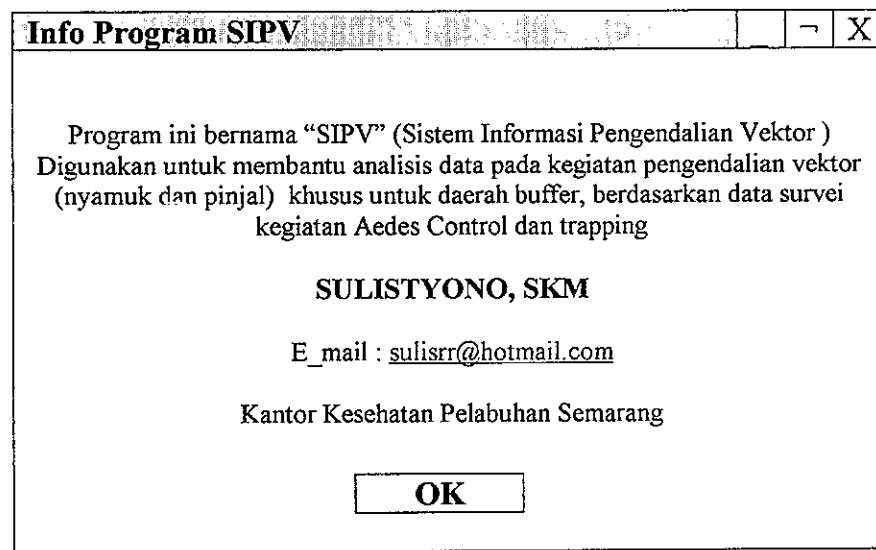 Info Program SIPV _ ¬ X
Program ini bernama “SIPV” (Sistem Informasi Pengendalian Vektor )
Digunakan untuk membantu analisis data pada kegiatan pengendalian vektor
(nyamuk dan pinjal) khusus untuk daerah buffer, berdasarkan data survei
kegiatan Aedes Control dan trapping
SULISTYONO, SKM
E_mail : sulisrr@hotmail.com
Kantor Kesehatan Pelabuhan Semarang
OK